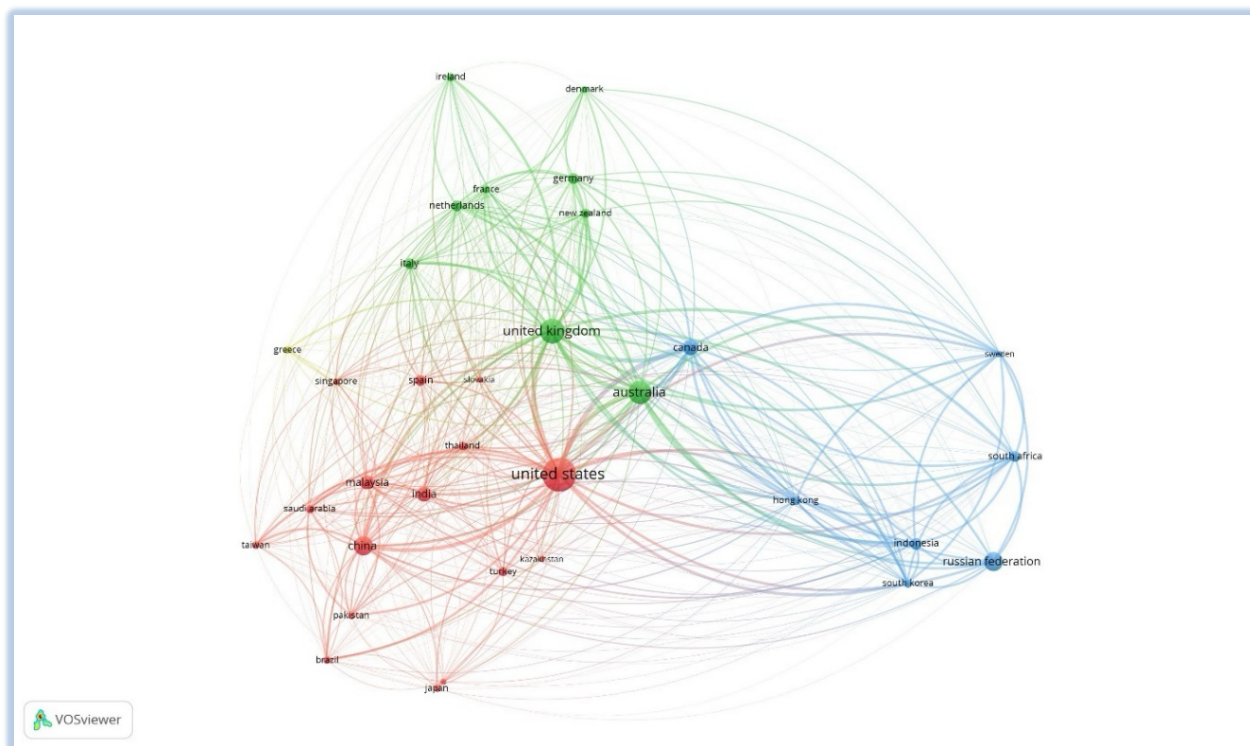 ireland
denmark
germany
france
netherlands
new zealand
italy
united kingdom
canada
greece
sweden
singapore
spain
slovakia
australia
thailand
south africa
united states
malaysia
india
hong kong
saudi arabia
taiwan
china
indonesia
kazakhstan
russian federation
turkey
south korea
pakistan
brazil
japan
VOSviewer